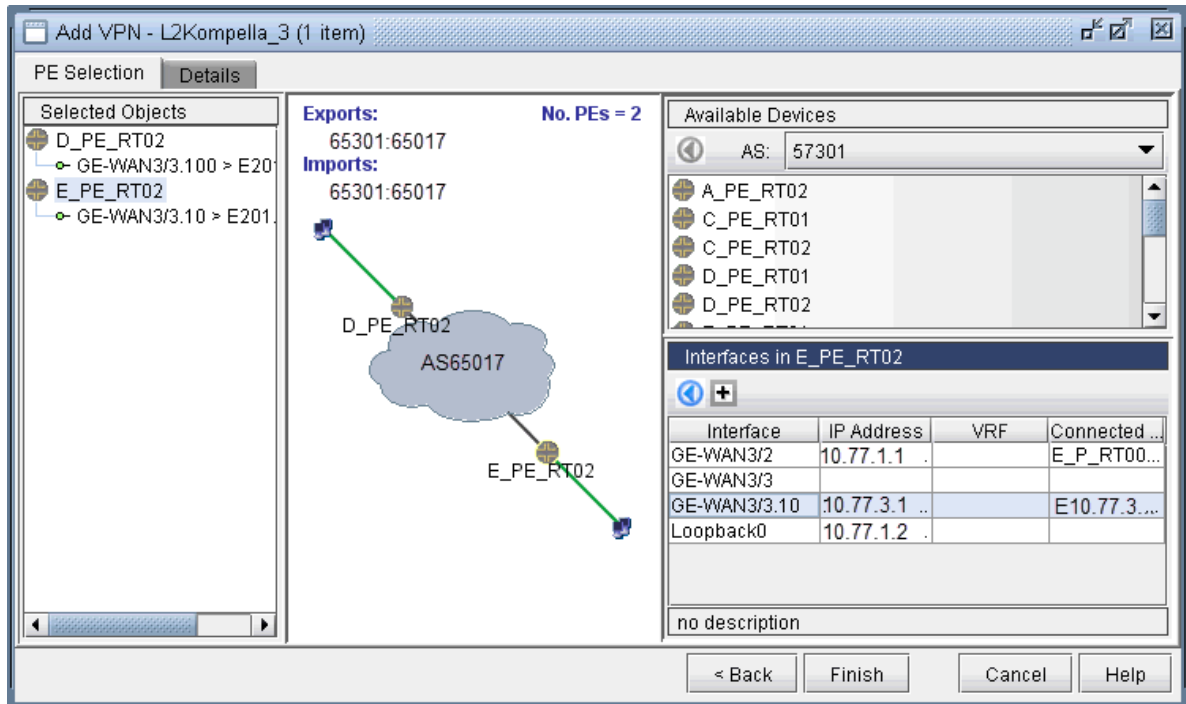 Add VPN - L2Kompella_3 (1 item)
PE Selection
Details
Selected Objects
D_PE_RT02
GE-WAN3/3.100 > E20
E_PE_RT02
GE-WAN3/3.10 > E201.
Exports:
No. PEs = 2
65301:65017
Imports:
65301:65017
D_PE_RT02
AS65017
E_PE_RT02
Available Devices
AS: 57301
A_PE_RT02
C_PE_RT01
C_PE_RT02
D_PE_RT01
D_PE_RT02
Interfaces in E_PE_RT02
Interface IP Address VRF Connected ...
GE-WAN3/2 10.77.1.1 . E_P_RT00...
GE-WAN3/3
GE-WAN3/3.10 10.77.3.1 .. E10.77.3....
Loopback0 10.77.1.2 .
no description
< Back Finish Cancel Help